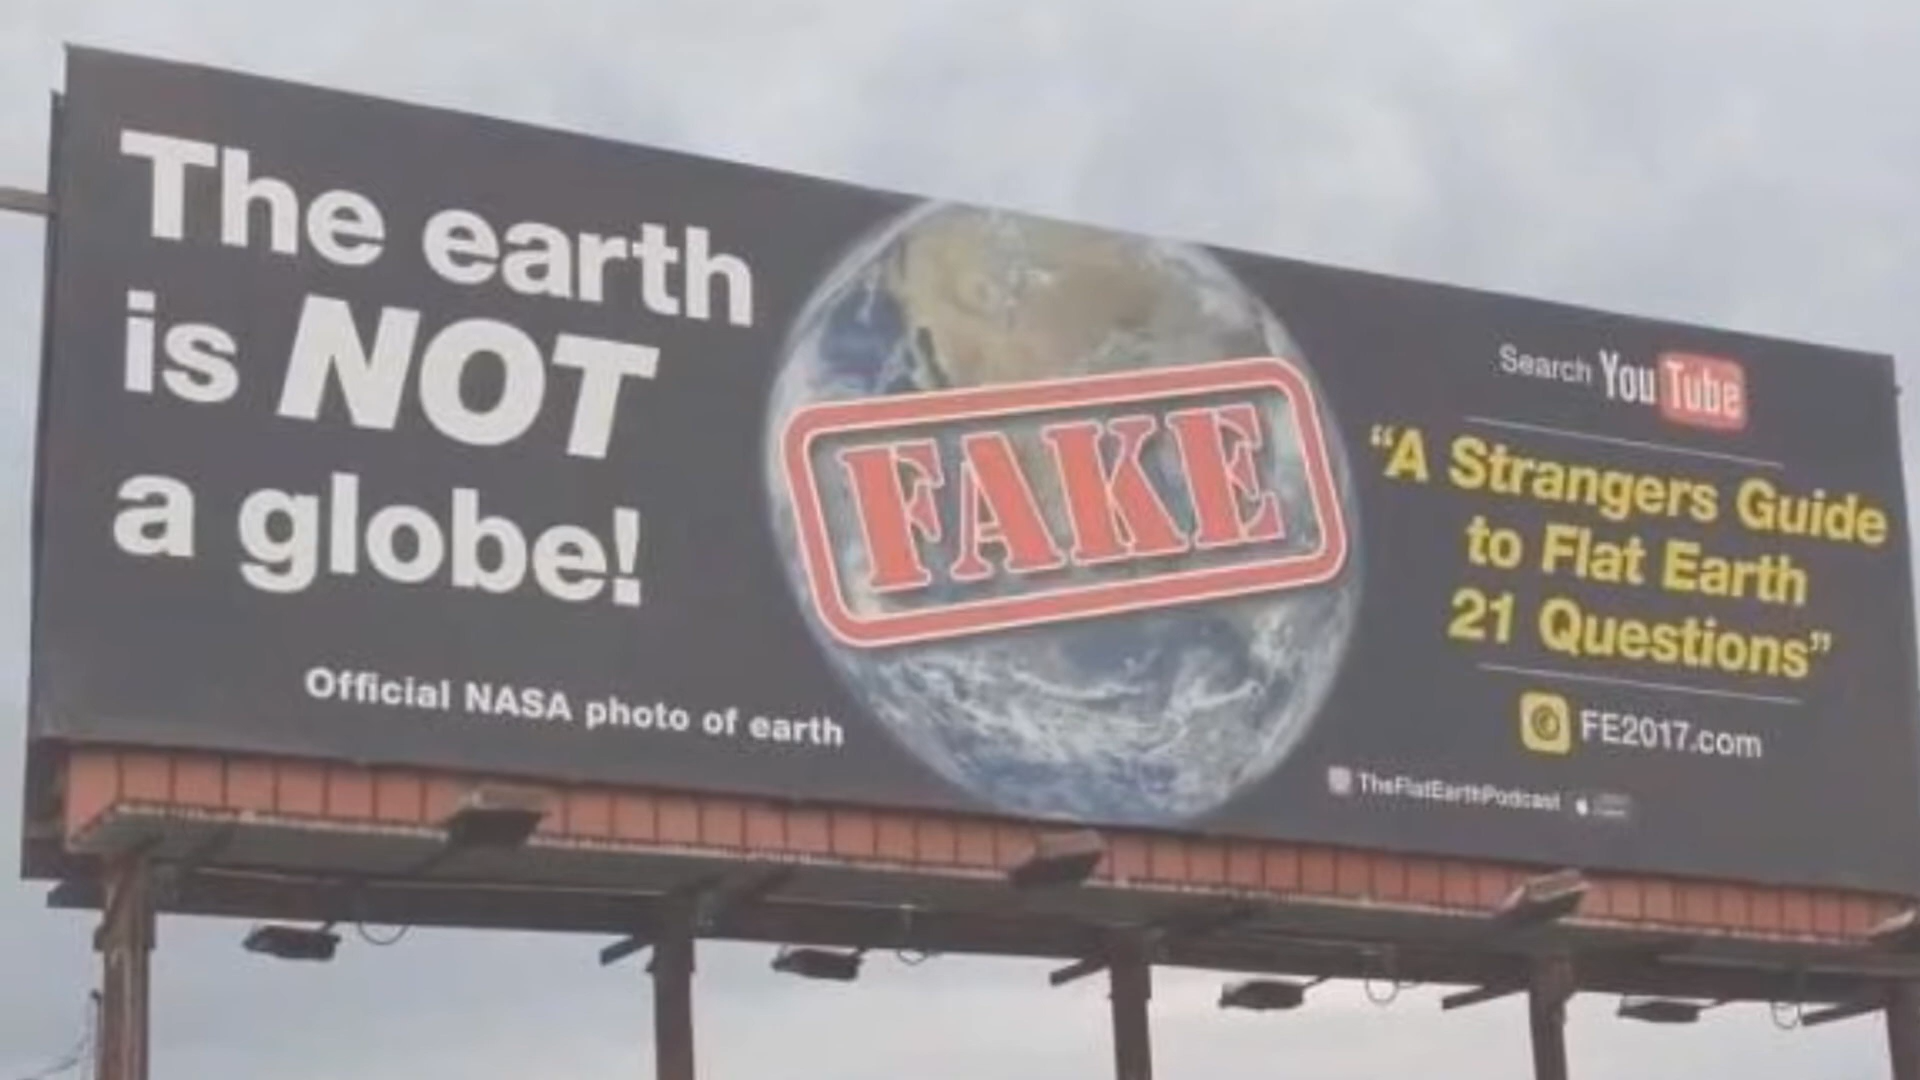 The earth
is NOT
a globe!
Official NASA photo of earth
FAKE
Search YouTube
“A Strangers Guide
to Flat Earth
21 Questions”
FE2017.com
TheFlatEarthPodcast